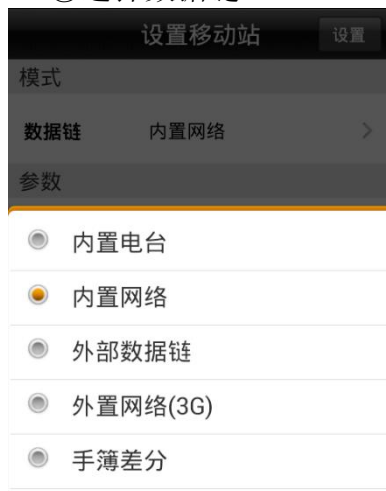 设置移动站 设置
模式
数据链 内置网络
参数
内置电台
内置网络
外部数据链
外置网络(3G)
手簿差分